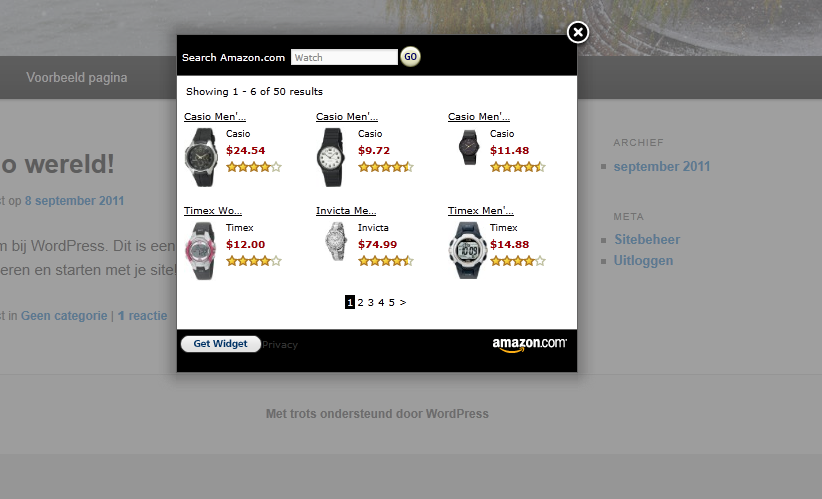 Search Amazon.com Watch GO
Voorbeeld pagina
Showing 1 - 6 of 50 results
Casio Men'... Casio Men'... Casio Men'...
Casio Casio Casio
$24.54 $9.72 $11.48
ARCHIEF
september 2011
o wereld!
st op 8 september 2011
Timex Wo... Invicta Me... Timex Men'...
Timex Invicta Timex
$12.00 $74.99 $14.88
META
Sitebeheer
Uitloggen
m bij WordPress. Dit is een
eren en starten met je site!
1 2 3 4 5 >
st in Geen categorie | 1 reactie
Get Widget Privacy amazon.com
Met trots ondersteund door WordPress